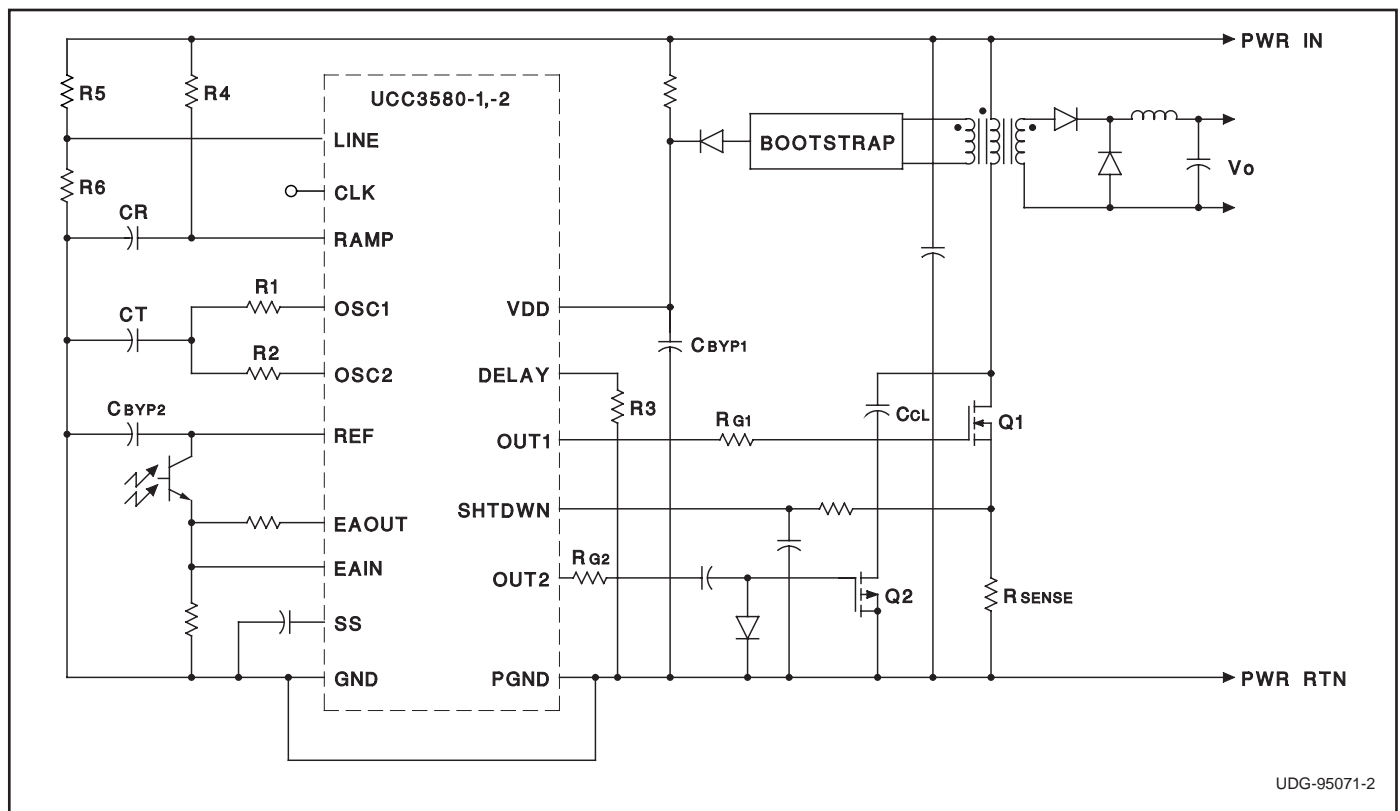 PWR IN
R5
R4
UCC3580-1,-2
LINE
BOOTSTRAP
Vo
R6
CLK
CR
RAMP
R1
CT
OSC1
VDD
CBYP1
R2
OSC2
DELAY
CBYP2
R3
CCL
RG1
Q1
REF
OUT1
SHTDWN
EAOUT
RG2
EAIN
OUT2
Q2
RSENSE
SS
GND
PGND
PWR RTN
UDG-95071-2